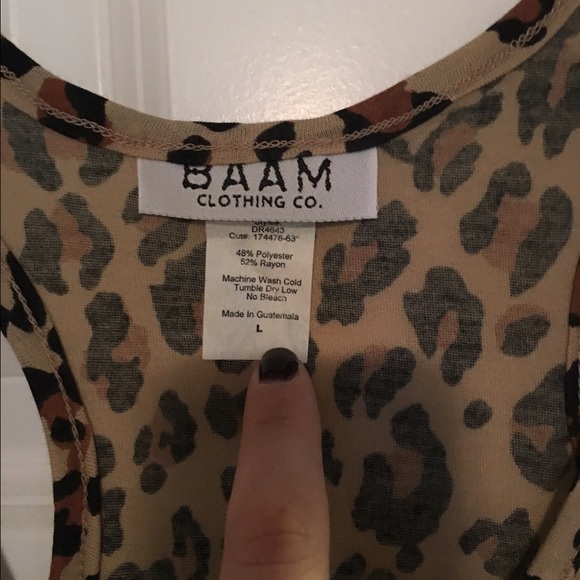 BAAM
CLOTHING CO.
DR4643
Cut#: 174476-63"
48% Polyester
52% Rayon
Machine Wash Cold
Tumble Dry Low
No Bleach
Made in Guatemala
L